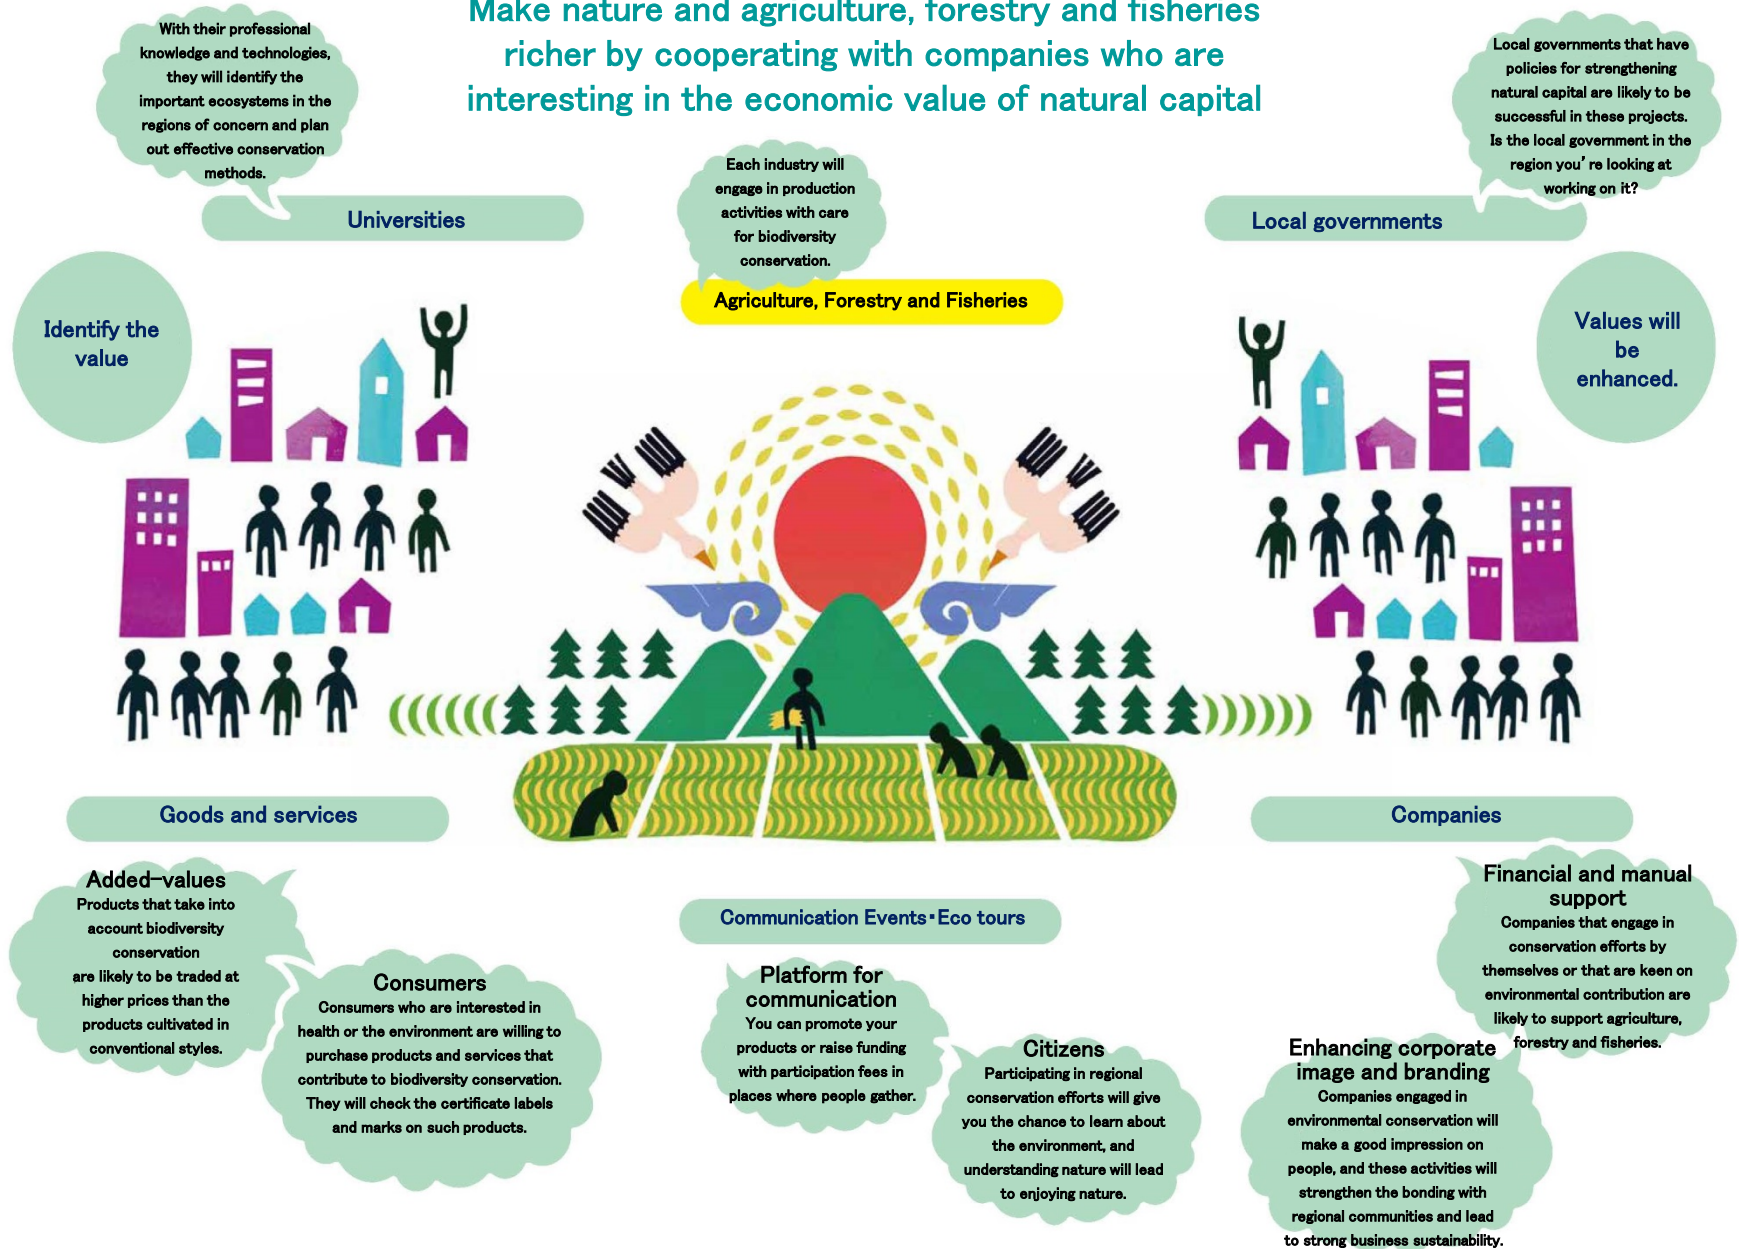 Make nature and agriculture, forestry and fisheries
richer by cooperating with companies who are
interesting in the economic value of natural capital
With their professional
knowledge and technologies,
they will identify the
important ecosystems in the
regions of concern and plan
out effective conservation
methods.
Universities
Each industry will
engage in production
activities with care
for biodiversity
conservation.
Agriculture, Forestry and Fisheries
Local governments that have
policies for strengthening
natural capital are likely to be
successful in these projects.
Is the local government in the
region you’re looking at
working on it?
Local governments
Identify the
value
Values will
be
enhanced.
Goods and services
Added-values
Products that take into
account biodiversity
conservation
are likely to be traded at
higher prices than the
products cultivated in
conventional styles.
Consumers
Consumers who are interested in
health or the environment are willing to
purchase products and services that
contribute to biodiversity conservation.
They will check the certificate labels
and marks on such products.
Communication Events・Eco tours
Platform for
communication
You can promote your
products or raise funding
with participation fees in
places where people gather.
Citizens
Participating in regional
conservation efforts will give
you the chance to learn about
the environment, and
understanding nature will lead
to enjoying nature.
Companies
Financial and manual
support
Companies that engage in
conservation efforts by
themselves or that are keen on
environmental contribution are
likely to support agriculture,
forestry and fisheries.
Enhancing corporate
image and branding
Companies engaged in
environmental conservation will
make a good impression on
people, and these activities will
strengthen the bonding with
regional communities and lead
to strong business sustainability.